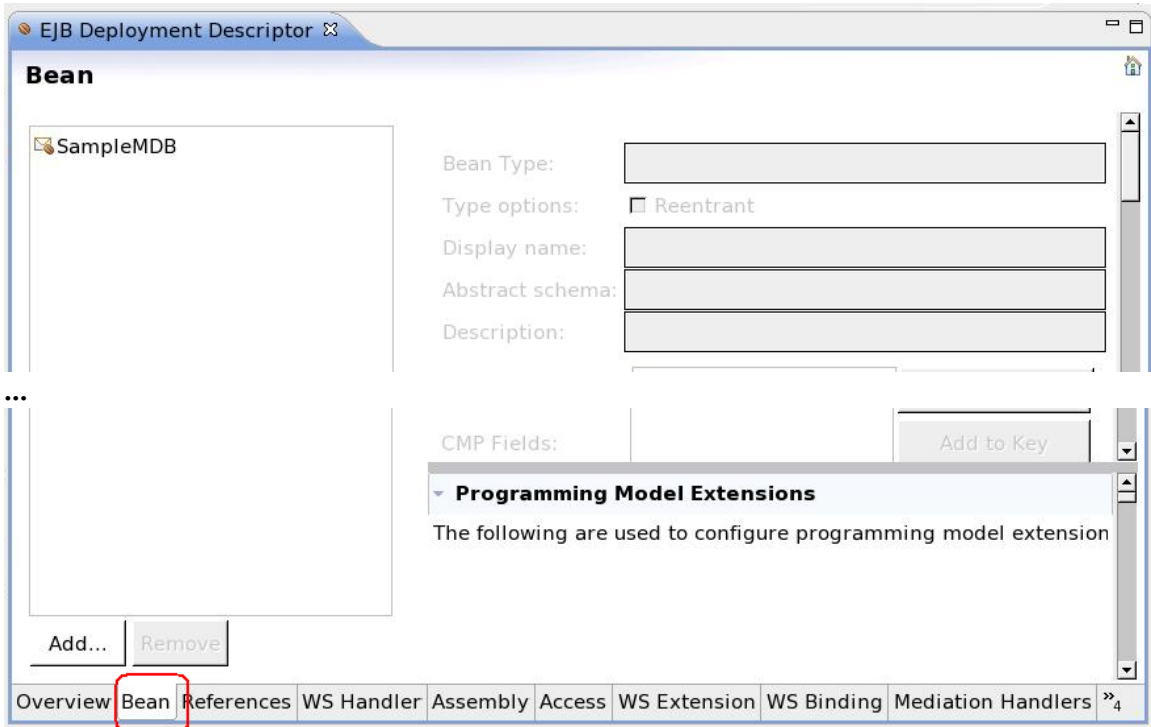 EJB Deployment Descriptor
Bean
SampleMDB
Bean Type:
Type options: Reentrant
Display name:
Abstract schema:
Description:
...
CMP Fields: Add to Key
Programming Model Extensions
The following are used to configure programming model extension
Add... Remove
Overview Bean References WS Handler Assembly Access WS Extension WS Binding Mediation Handlers »4